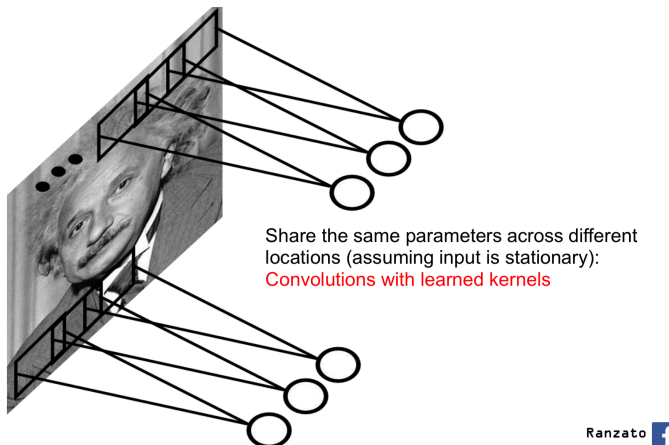 Share the same parameters across different
locations (assuming input is stationary):
Convolutions with learned kernels
Ranzato